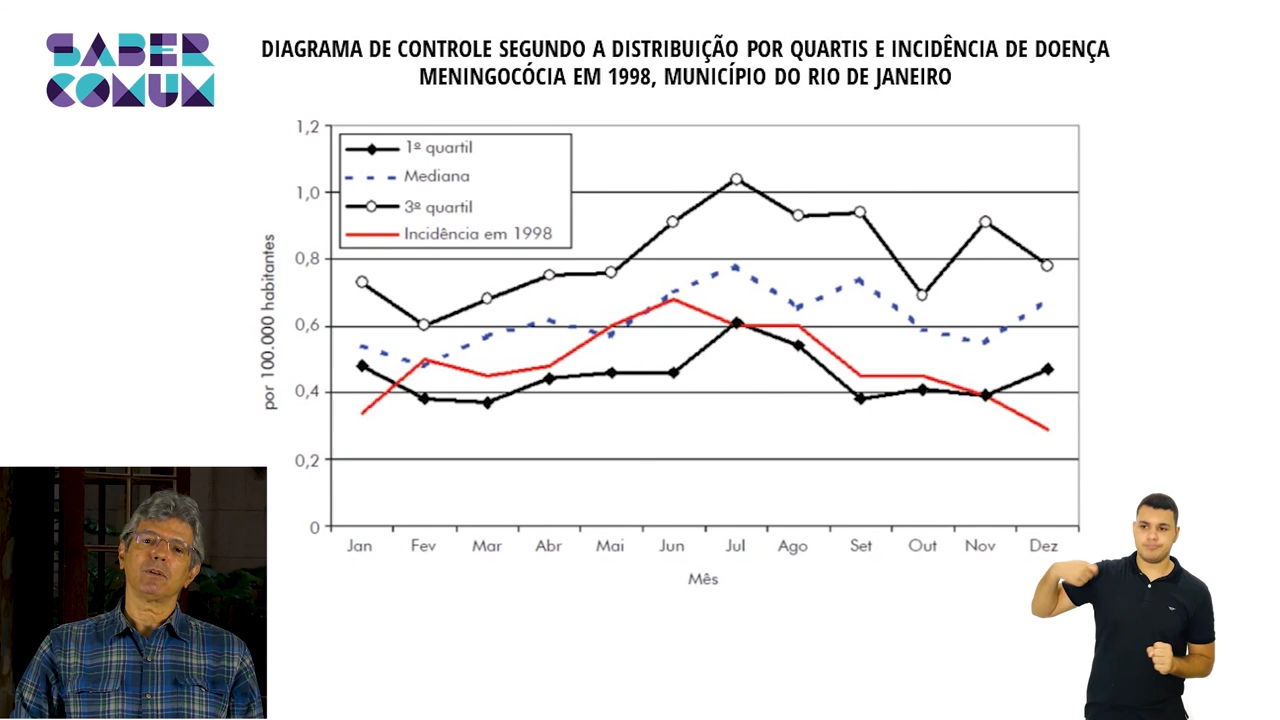 SABER
COMUM
DIAGRAMA DE CONTROLE SEGUNDO A DISTRIBUIÇÃO POR QUARTIS E INCIDÊNCIA DE DOENÇA
MENINGOCÓCIA EM 1998, MUNICÍPIO DO RIO DE JANEIRO
1º quartil
Mediana
3º quartil
Incidência em 1998
por 100.000 habitantes
1,2
1,0
0,8
0,6
0,4
0,2
0
Jan Fev Mar Abr Mai Jun Jul Ago Set Out Nov Dez
Mês